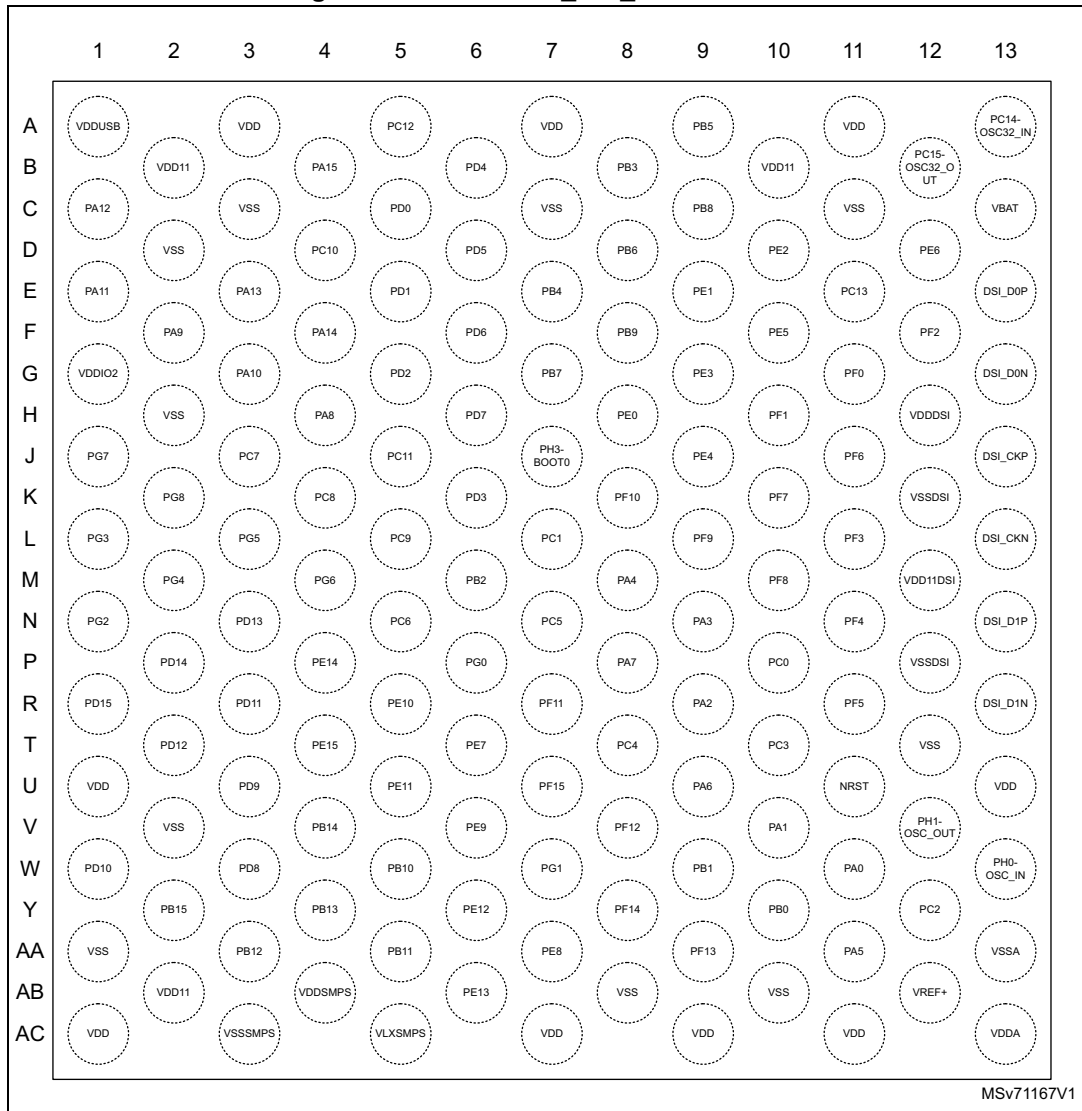 1 2 3 4 5 6 7 8 9 10 11 12 13
A VDDUSB VDD PC12 VDD PB5 VDD PC14-
OSC32_IN
B VDD11 PA15 PD4 PB3 VDD11 PC15-
OSC32_O
UT
C PA12 VSS PD0 VSS PB8 VSS VBAT
D VSS PC10 PD5 PB6 PE2 PE6
E PA11 PA13 PD1 PB4 PE1 PC13 DSI_D0P
F PA9 PA14 PD6 PB9 PE5 PF2
G VDDIO2 PA10 PD2 PB7 PE3 PF0 DSI_D0N
H VSS PA8 PD7 PE0 PF1 VDDDSI
J PG7 PC7 PC11 PH3-
BOOT0 PE4 PF6 DSI_CKP
K PG8 PC8 PD3 PF10 PF7 VSSDSI
L PG3 PG5 PC9 PC1 PF9 PF3 DSI_CKN
M PG4 PG6 PB2 PA4 PF8 VDD11DSI
N PG2 PD13 PC6 PC5 PA3 PF4 DSI_D1P
P PD14 PE14 PG0 PA7 PC0 VSSDSI
R PD15 PD11 PE10 PF11 PA2 PF5 DSI_D1N
T PD12 PE15 PE7 PC4 PC3 VSS
U VDD PD9 PE11 PF15 PA6 NRST VDD
V VSS PB14 PE9 PF12 PA1 PH1-
OSC_OUT
W PD10 PD8 PB10 PG1 PB1 PA0 PH0-
OSC_IN
Y PB15 PB13 PE12 PF14 PB0 PC2
AA VSS PB12 PB11 PE8 PF13 PA5 VSSA
AB VDD11 VDDSMPS PE13 VSS VSS VREF+
AC VDD VSSSMPS VLXSMPS VDD VDD VDD VDDA
MSv71167V1